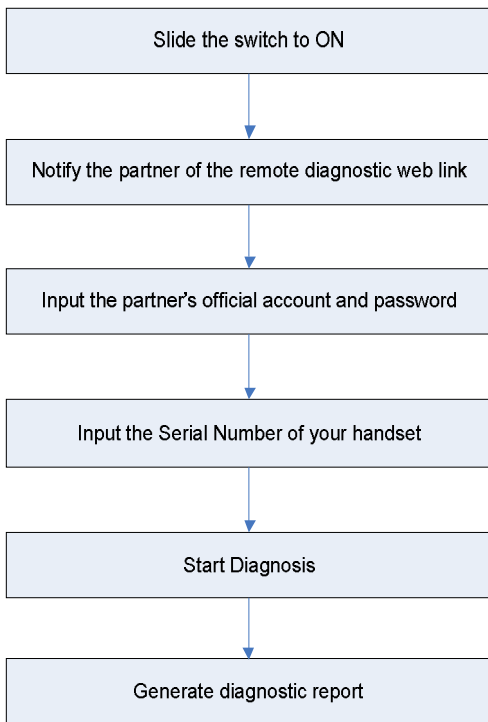 Slide the switch to ON
Notify the partner of the remote diagnostic web link
Input the partner's official account and password
Input the Serial Number of your handset
Start Diagnosis
Generate diagnostic report